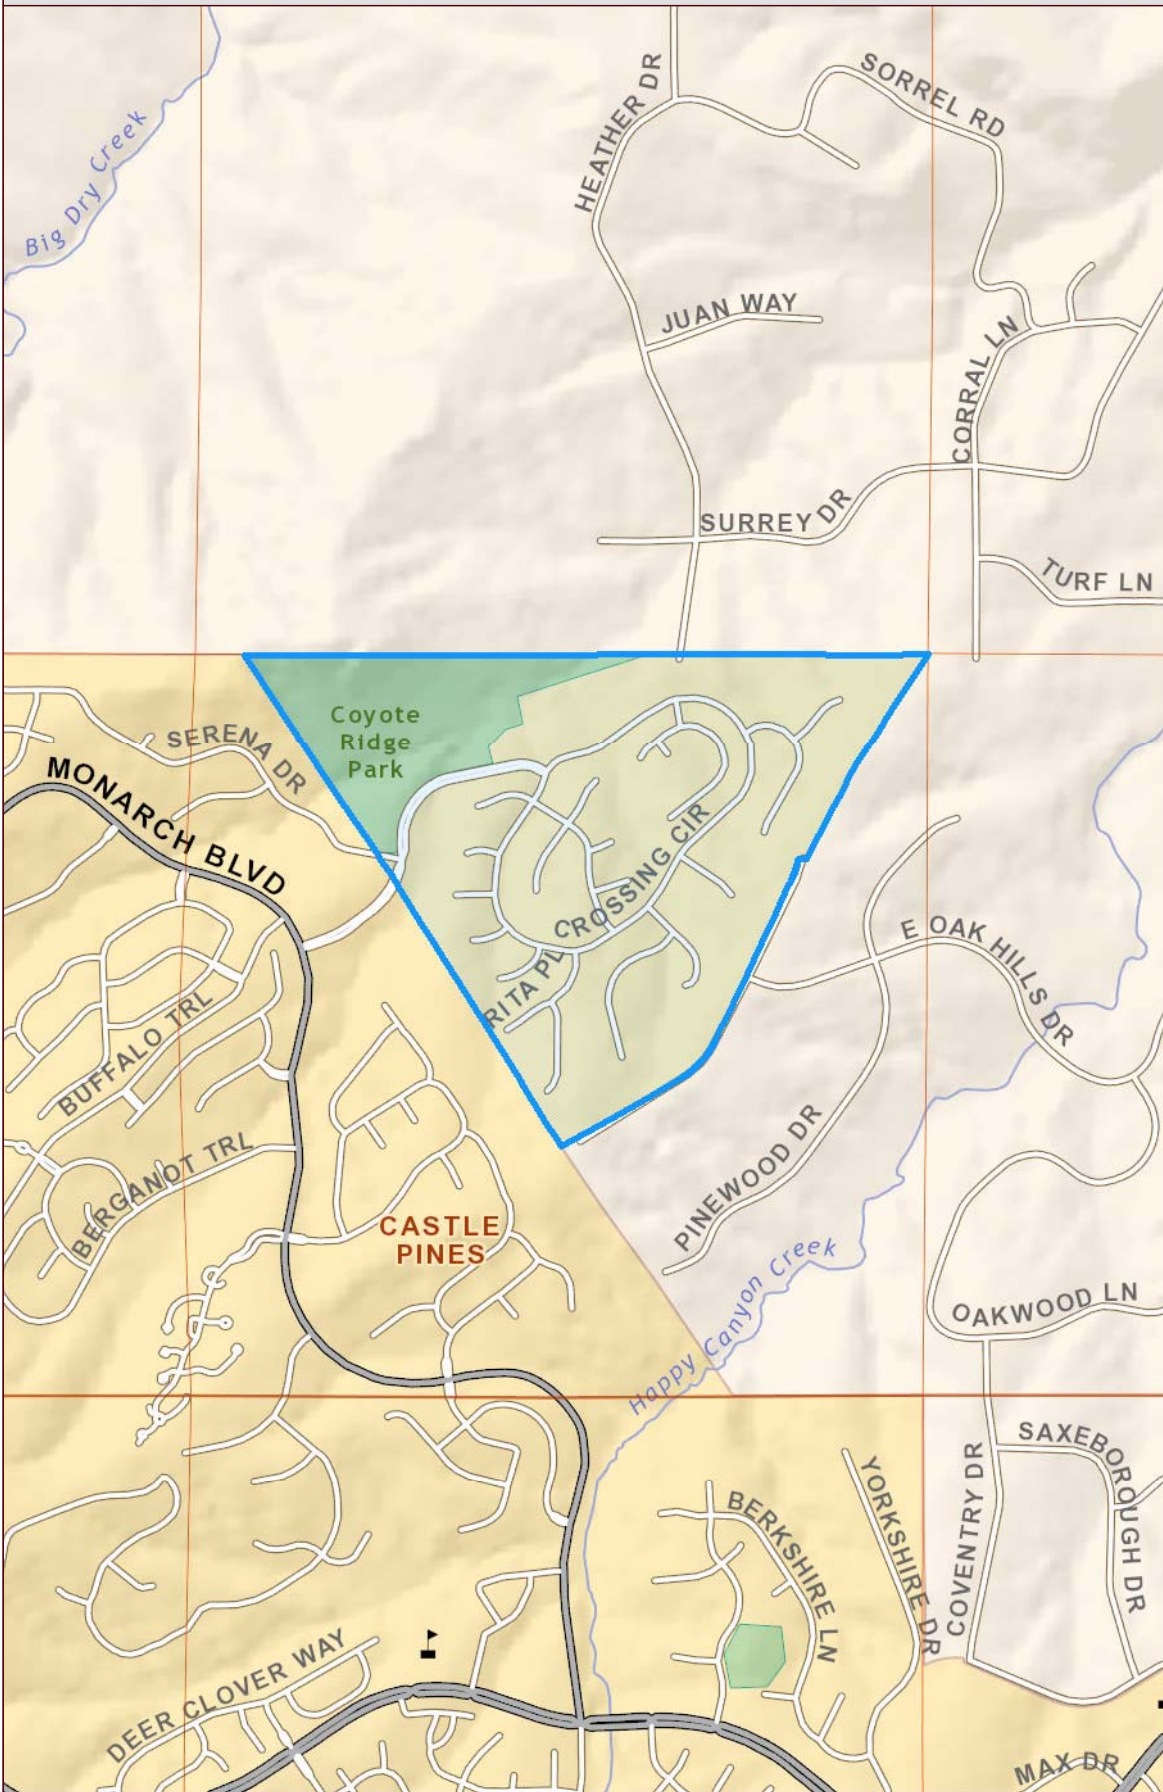 SORREL RD
HEATHER DR
Big Dry Creek
JUAN WAY
CORRAL LN
SURREY DR
TURF LN
Coyote
Ridge
Park
SERENA DR
MONARCH BLVD
CROSSING CIR
RITA PL
E OAK HILLS DR
BUFFALO TRL
BERGANOT TRL
PINEWOOD DR
CASTLE
PINES
Happy Canyon Creek
OAKWOOD LN
SAXEBOROUGH DR
COVENTRY DR
YORKSHIRE DR
BERKSHIRE LN
DEER CLOVER WAY
MAX DR